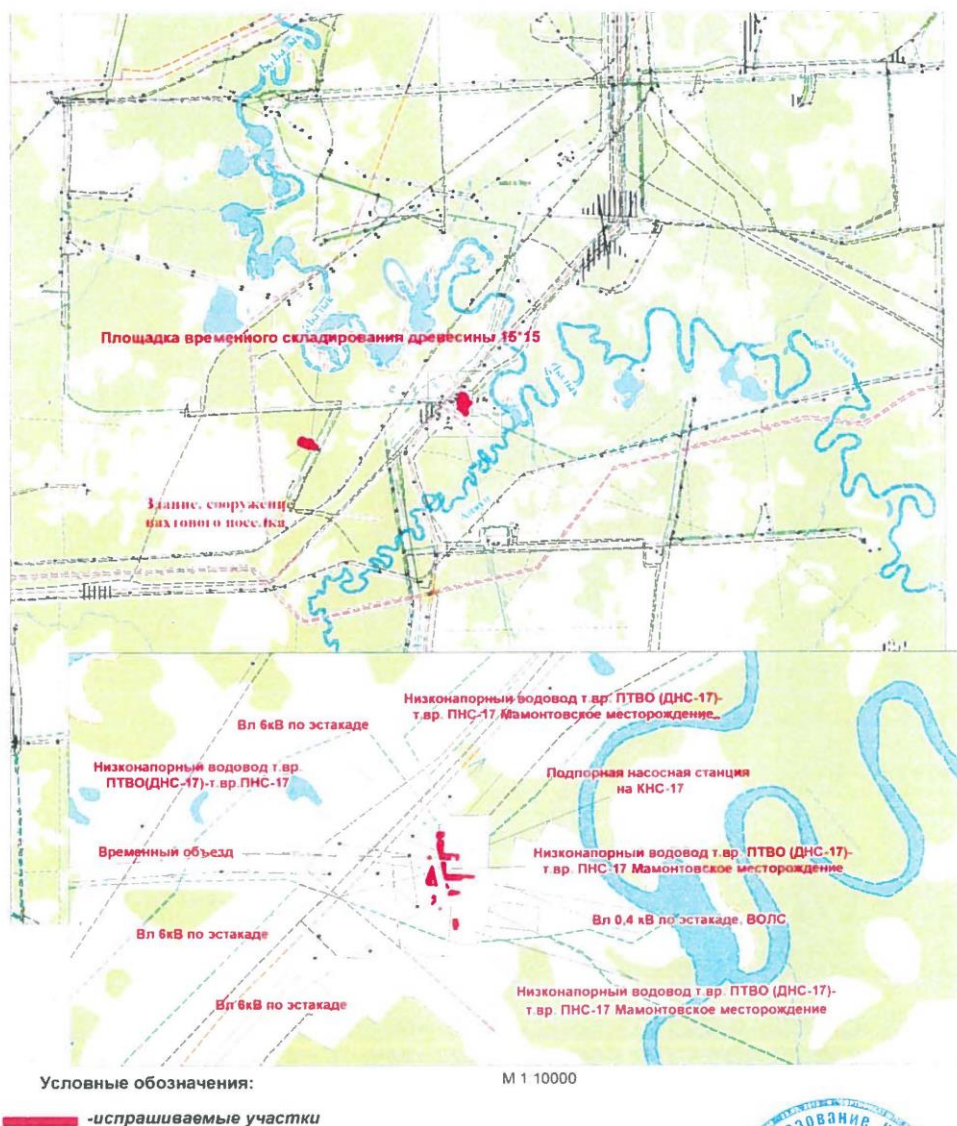 Площадка временного складирования древесины 15*15
Здание, сооружени
вахтового поселка
Низконапорный водовод т.вр. ПТВО (ДНС-17)-
т.вр. ПНС-17 Мамонтовское месторождение
Вл 6кВ по эстакаде
Низконапорный водовод т.вр.
ПТВО(ДНС-17)-т.вр.ПНС-17
Подпорная насосная станция
на КНС-17
Временный объезд
Низконапорный водовод т.вр. ПТВО (ДНС-17)-
т.вр. ПНС-17 Мамонтовское месторождение
Вл 0,4 кВ по эстакаде, ВОЛС
Вл 6кВ по эстакаде
Вл 6кВ по эстакаде
Низконапорный водовод т.вр. ПТВО (ДНС-17)-
т.вр. ПНС-17 Мамонтовское месторождение
Условные обозначения:
М 1 10000
-испрашиваемые участки